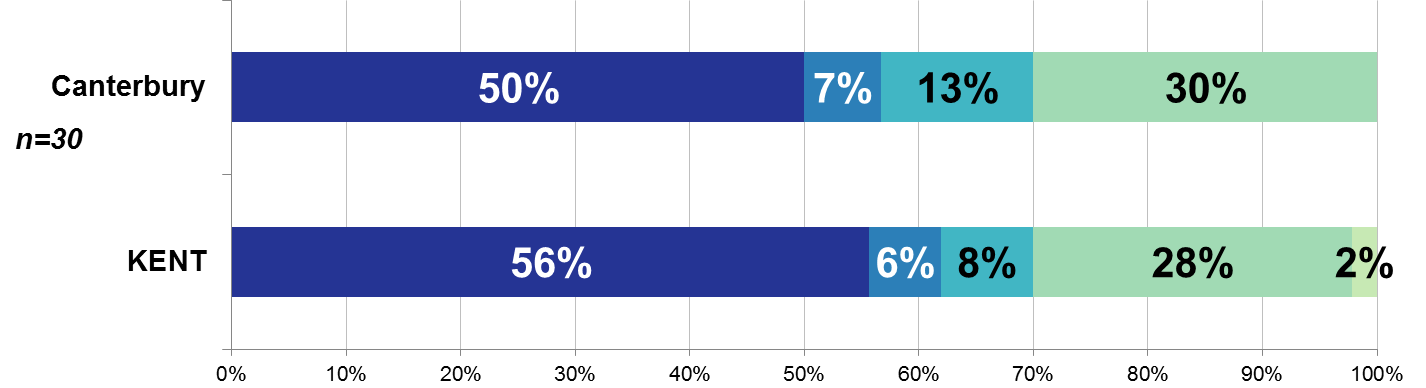 Canterbury 50% 7% 13% 30%
n=30
KENT 56% 6% 8% 28% 2%
0% 10% 20% 30% 40% 50% 60% 70% 80% 90% 100%